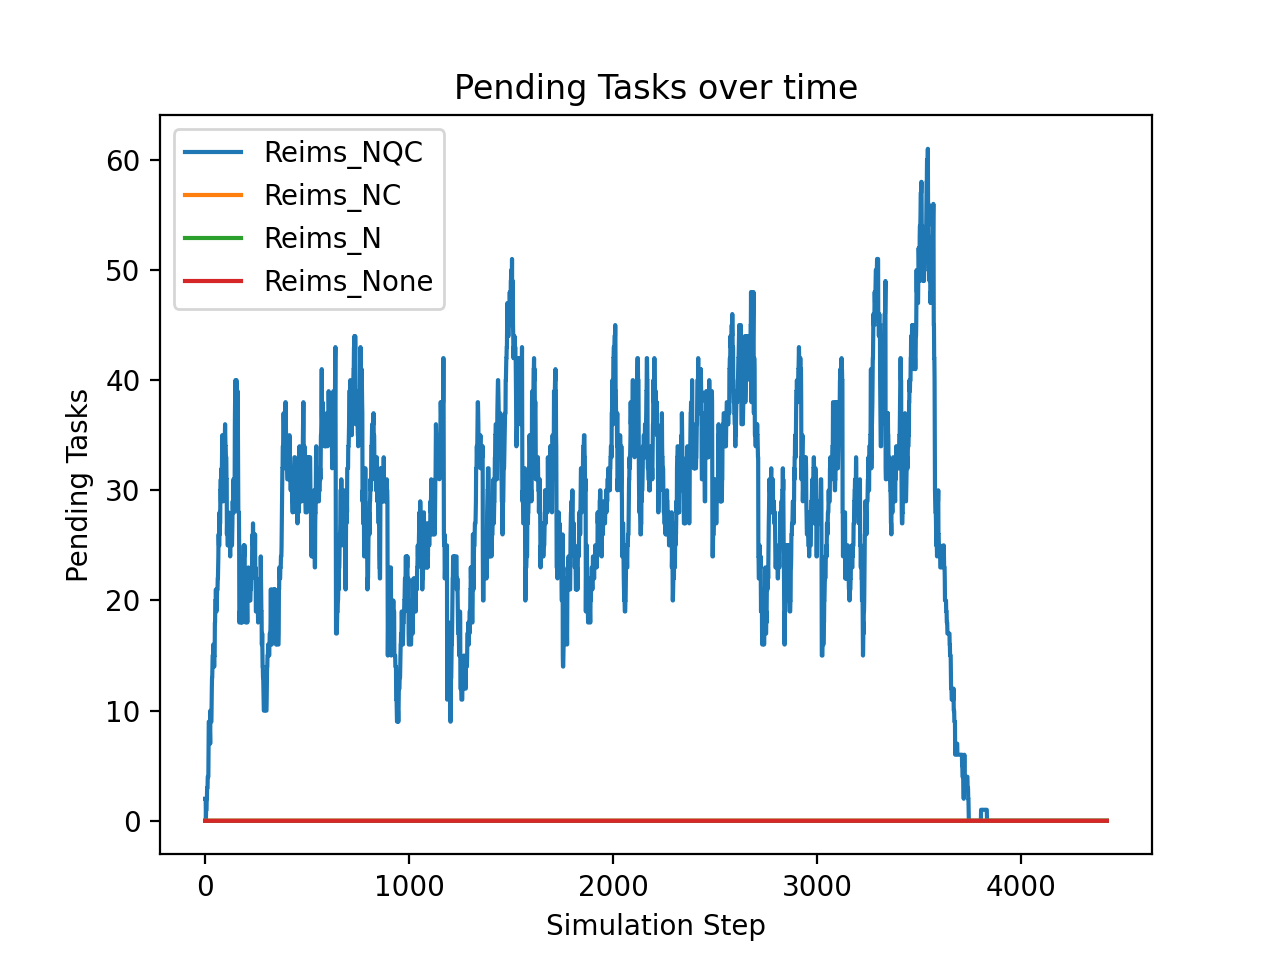 Pending Tasks over time
Reims_NQC
Reims_NC
Reims_N
Reims_None
60
50
40
30
20
10
0
Pending Tasks
0 1000 2000 3000 4000
Simulation Step